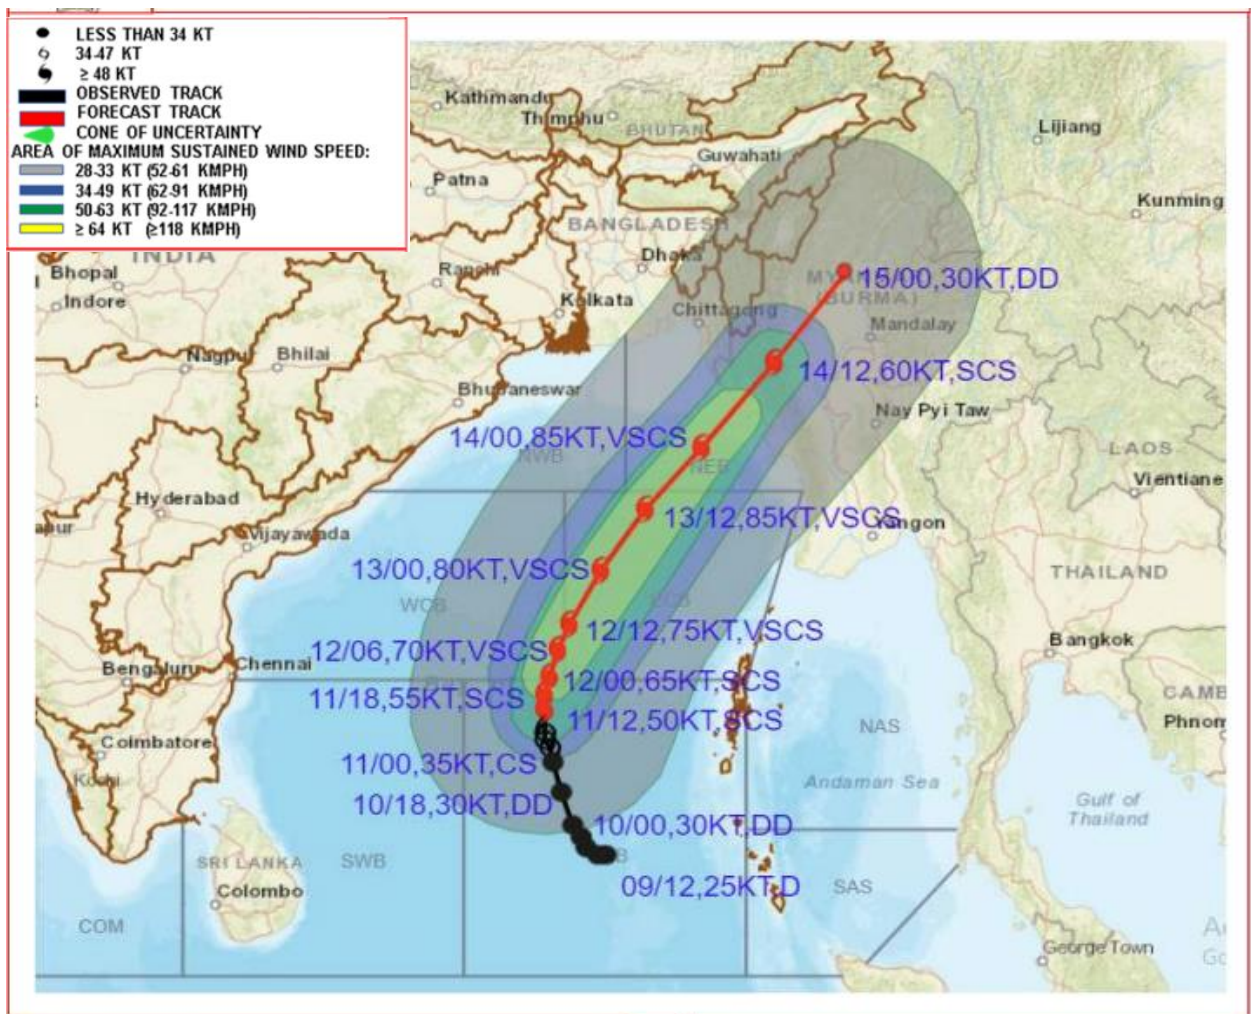 LESS THAN 34 KT
34-47 KT
≥ 48 KT
OBSERVED TRACK
FORECAST TRACK
CONE OF UNCERTAINTY
AREA OF MAXIMUM SUSTAINED WIND SPEED:
28-33 KT (52-61 KMPH)
34-49 KT (62-91 KMPH)
50-63 KT (92-117 KMPH)
≥ 64 KT (≥118 KMPH)
Kathmandu
Thimphu
BHUTAN
Lijiang
Guwahati
Patna
Kunming
BANGLADESH
INDIA
Dhaka
Bhopal
Ranchi
15/00,30KT,DD
(BURMA)
Indore
Kolkata
Chittagong
Mandalay
Nagpur
Bhilai
14/12,60KT,SCS
Bhubaneswar
Nay Pyi Taw
14/00,85KT,VSCS
NWB
NEB
LAOS
Vientiane
Hyderabad
13/12,85KT,VSCS
Yangon
Vijayawada
13/00,80KT,VSCS
THAILAND
WCB
12/12,75KT,VSCS
Bangkok
12/06,70KT,VSCS
Bengaluru
Chennai
12/00,65KT,SCS
11/18,55KT,SCS
CAMB
11/12,50KT,SCS
Phnom
NAS
Coimbatore
11/00,35KT,CS
Kochi
Andaman Sea
10/18,30KT,DD
Gulf of
Thailand
10/00,30KT,DD
SRI LANKA
SWB
09/12,25KT,D
SAS
Colombo
COM
George Town